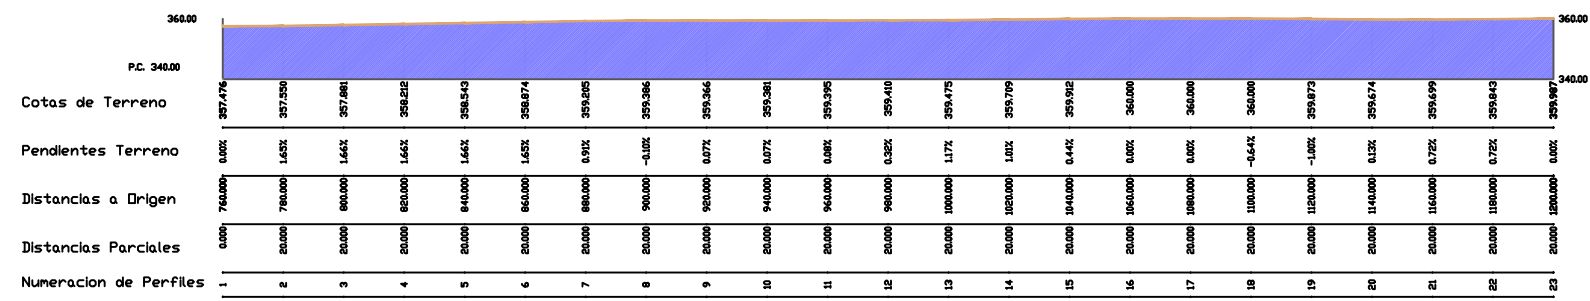 360.00 360.00
P.C. 340.00 340.00
Cotas de Terreno 357.476 357.550 357.881 358.212 358.543 358.874 359.205 359.386 359.366 359.381 359.395 359.410 359.475 359.709 359.912 360.000 360.000 360.000 359.873 359.674 359.699 359.843 359.987
Pendientes Terreno 0.00% 1.65% 1.66% 1.66% 1.66% 1.65% 0.91% -0.10% 0.07% 0.07% 0.08% 0.32% 1.17% 1.01% 0.44% 0.00% 0.00% -0.64% -1.00% 0.13% 0.72% 0.72% 0.00%
Distancias a Origen 760.000 780.000 800.000 820.000 840.000 860.000 880.000 900.000 920.000 940.000 960.000 980.000 1000.000 1020.000 1040.000 1060.000 1080.000 1100.000 1120.000 1140.000 1160.000 1180.000 1200.000
Distancias Parciales 0.000 20.000 20.000 20.000 20.000 20.000 20.000 20.000 20.000 20.000 20.000 20.000 20.000 20.000 20.000 20.000 20.000 20.000 20.000 20.000 20.000 20.000 20.000
Numeracion de Perfiles 1 2 3 4 5 6 7 8 9 10 11 12 13 14 15 16 17 18 19 20 21 22 23